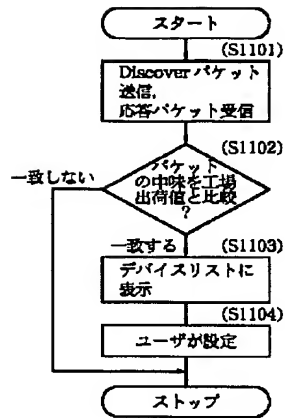 スタート
(S1101)
Discover パケット
送信,
応答パケット受信
(S1102)
パケット
の中味を工場
出荷値と比較
?
一致しない
一致する
(S1103)
デバイスリストに
表示
(S1104)
ユーザが設定
ストップ